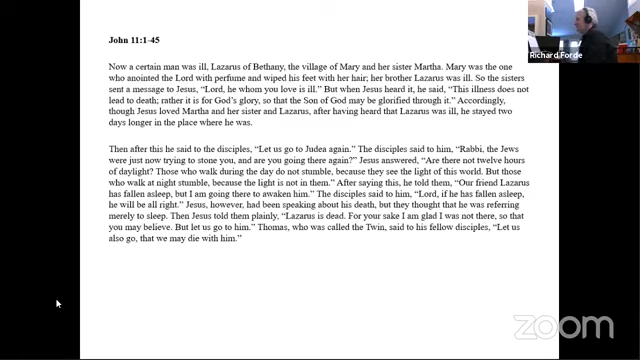 John 11:1-45
Now a certain man was ill, Lazarus of Bethany, the village of Mary and her sister Martha. Mary was the one
who anointed the Lord with perfume and wiped his feet with her hair; her brother Lazarus was ill. So the sisters
sent a message to Jesus, “Lord, he whom you love is ill.” But when Jesus heard it, he said, “This illness does not
lead to death; rather it is for God’s glory, so that the Son of God may be glorified through it.” Accordingly,
though Jesus loved Martha and her sister and Lazarus, after having heard that Lazarus was ill, he stayed two
days longer in the place where he was.
Then after this he said to the disciples, “Let us go to Judea again.” The disciples said to him, “Rabbi, the Jews
were just now trying to stone you, and are you going there again?” Jesus answered, “Are there not twelve hours
of daylight? Those who walk during the day do not stumble, because they see the light of this world. But those
who walk at night stumble, because the light is not in them.” After saying this, he told them, “Our friend Lazarus
has fallen asleep, but I am going there to awaken him.” The disciples said to him, “Lord, if he has fallen asleep,
he will be all right.” Jesus, however, had been speaking about his death, but they thought that he was referring
merely to sleep. Then Jesus told them plainly, “Lazarus is dead. For your sake I am glad I was not there, so that
you may believe. But let us go to him.” Thomas, who was called the Twin, said to his fellow disciples, “Let us
also go, that we may die with him.”
Richard Forde
zoom